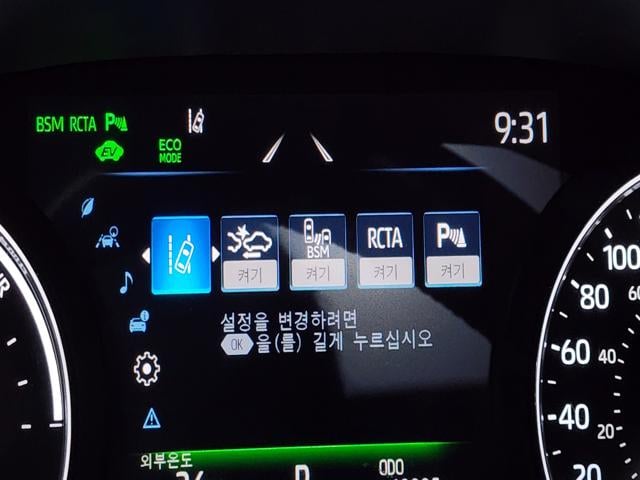 BSM RCTA P
9:31
EV
ECO
MODE
BSM
RCTA
P
켜기
켜기
켜기
켜기
설정을 변경하려면
OK 을(를) 길게 누르십시오
외부온도
ODO
100
80
60
60
40
40
20
20